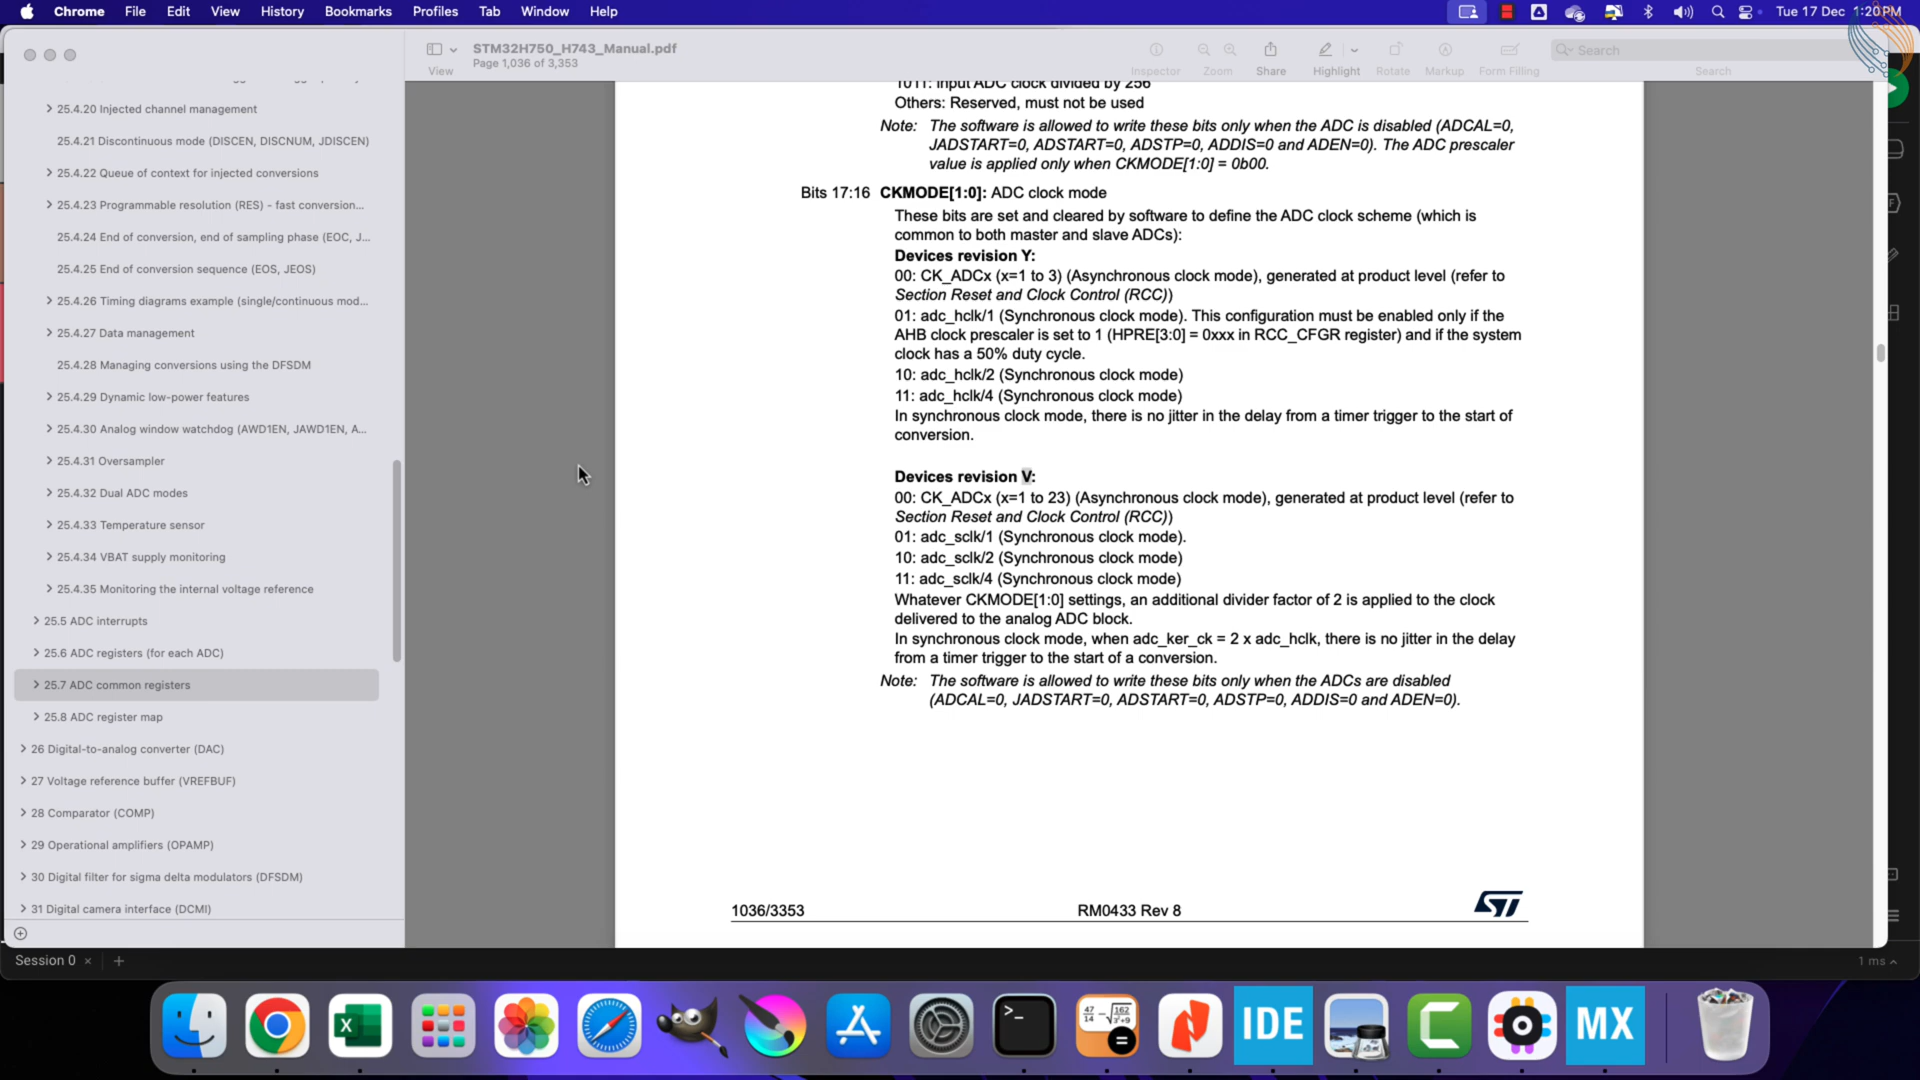 Chrome File Edit View History Bookmarks Profiles Tab Window Help
Tue 17 Dec 1:20PM
View
STM32H750_H743_Manual.pdf
Page 1,036 of 3,353
Inspector Zoom Share Highlight Rotate Markup Form Filling
Search
Search
25.4.20 Injected channel management
25.4.21 Discontinuous mode (DISCEN, DISCNUM, JDISCEN)
25.4.22 Queue of context for injected conversions
25.4.23 Programmable resolution (RES) - fast conversion...
25.4.24 End of conversion, end of sampling phase (EOC, J...
25.4.25 End of conversion sequence (EOS, JEOS)
25.4.26 Timing diagrams example (single/continuous mod...
25.4.27 Data management
25.4.28 Managing conversions using the DFSDM
25.4.29 Dynamic low-power features
25.4.30 Analog window watchdog (AWD1EN, JAWD1EN, A...
25.4.31 Oversampler
25.4.32 Dual ADC modes
25.4.33 Temperature sensor
25.4.34 VBAT supply monitoring
25.4.35 Monitoring the internal voltage reference
25.5 ADC interrupts
25.6 ADC registers (for each ADC)
25.7 ADC common registers
25.8 ADC register map
26 Digital-to-analog converter (DAC)
27 Voltage reference buffer (VREFBUF)
28 Comparator (COMP)
29 Operational amplifiers (OPAMP)
30 Digital filter for sigma delta modulators (DFSDM)
31 Digital camera interface (DCMI)
1011: input ADC clock divided by 256
Others: Reserved, must not be used
Note: The software is allowed to write these bits only when the ADC is disabled (ADCAL=0,
JADSTART=0, ADSTART=0, ADSTP=0, ADDIS=0 and ADEN=0). The ADC prescaler
value is applied only when CKMODE[1:0] = 0b00.
Bits 17:16 CKMODE[1:0]: ADC clock mode
These bits are set and cleared by software to define the ADC clock scheme (which is
common to both master and slave ADCs):
Devices revision Y:
00: CK_ADCx (x=1 to 3) (Asynchronous clock mode), generated at product level (refer to
Section Reset and Clock Control (RCC))
01: adc_hclk/1 (Synchronous clock mode). This configuration must be enabled only if the
AHB clock prescaler is set to 1 (HPRE[3:0] = 0xxx in RCC_CFGR register) and if the system
clock has a 50% duty cycle.
10: adc_hclk/2 (Synchronous clock mode)
11: adc_hclk/4 (Synchronous clock mode)
In synchronous clock mode, there is no jitter in the delay from a timer trigger to the start of
conversion.
Devices revision V:
00: CK_ADCx (x=1 to 23) (Asynchronous clock mode), generated at product level (refer to
Section Reset and Clock Control (RCC))
01: adc_sclk/1 (Synchronous clock mode).
10: adc_sclk/2 (Synchronous clock mode)
11: adc_sclk/4 (Synchronous clock mode)
Whatever CKMODE[1:0] settings, an additional divider factor of 2 is applied to the clock
delivered to the analog ADC block.
In synchronous clock mode, when adc_ker_ck = 2 x adc_hclk, there is no jitter in the delay
from a timer trigger to the start of a conversion.
Note: The software is allowed to write these bits only when the ADCs are disabled
(ADCAL=0, JADSTART=0, ADSTART=0, ADSTP=0, ADDIS=0 and ADEN=0).
1036/3353 RM0433 Rev 8 ST
Session 0
1 ms
IDE MX